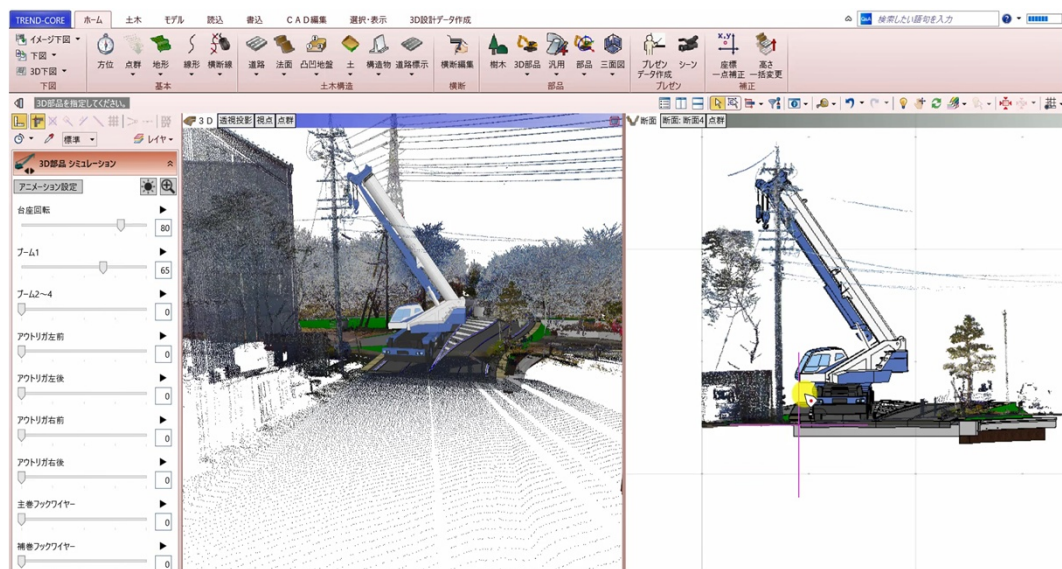 TREND-CORE ホーム 土木 モデル 読込 書込 CAD編集 選択・表示 3D設計データ作成 Q&A 検索したい語句を入力
イメージ下図
下図
3D下図
方位 点群 地形 線形 横断線 道路 法面 凸凹地盤 土 構造物 道路標示 横断編集 樹木 3D部品 汎用 部品 三面図 プレゼン データ作成 シーン x,y 座標 一点補正 高さ 一括変更
下図 基本 土木構造 横断 部品 プレゼン 補正
3D部品を指定してください。
標準 レイヤ
3D 透視投影 視点 点群
断面 断面: 断面4 点群
3D部品 シミュレーション
アニメーション設定
台座回転
80
ブーム1
65
ブーム2～4
0
アウトリガ左前
0
アウトリガ左後
0
アウトリガ右前
0
アウトリガ右後
0
主巻フックワイヤー
0
補巻フックワイヤー
0